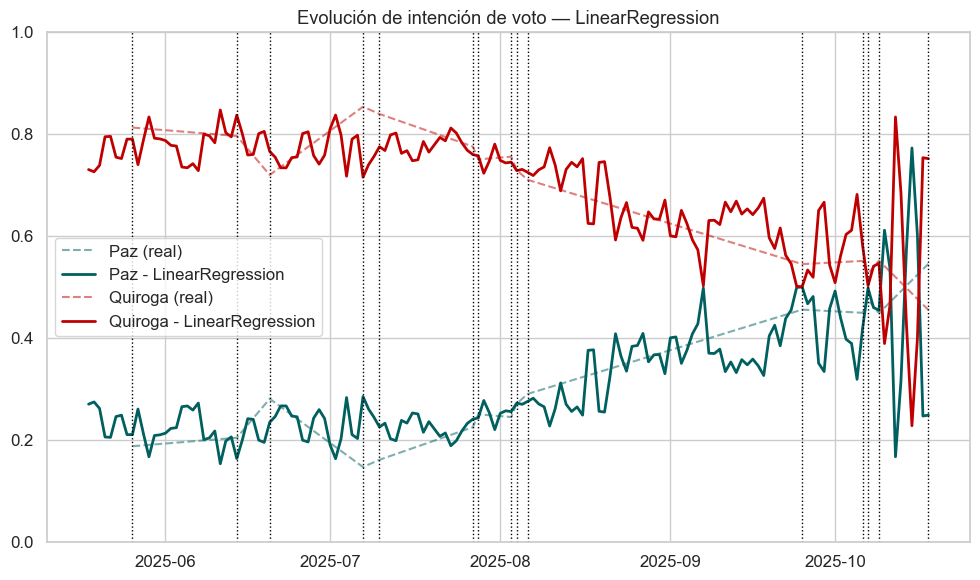 Evolución de intención de voto — LinearRegression
1.0
0.8
0.6
0.4
0.2
0.0
Paz (real)
Paz - LinearRegression
Quiroga (real)
Quiroga - LinearRegression
2025-06
2025-07
2025-08
2025-09
2025-10